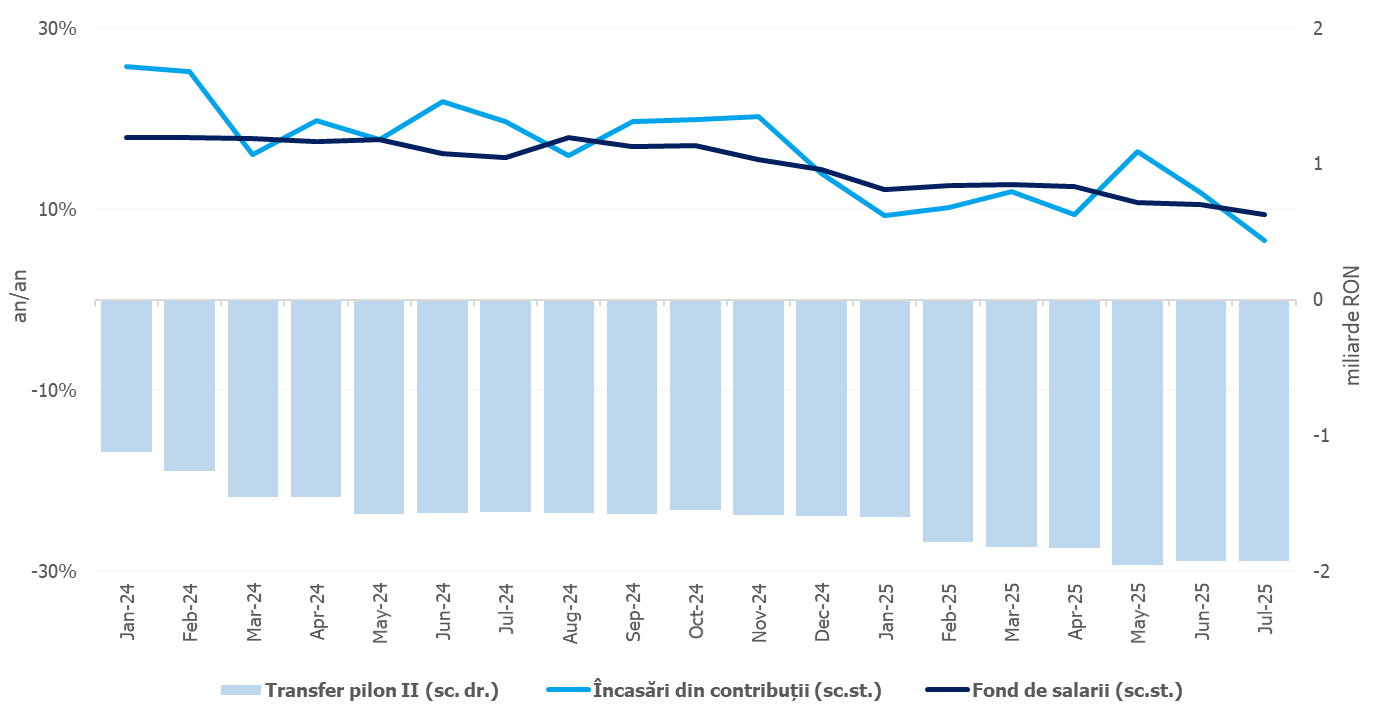 30%
10%
-10%
-30%
an/an
2
1
0
-1
-2
miliarde RON
Jan-24
Feb-24
Mar-24
Apr-24
May-24
Jun-24
Jul-24
Aug-24
Sep-24
Oct-24
Nov-24
Dec-24
Jan-25
Feb-25
Mar-25
Apr-25
May-25
Jun-25
Jul-25
Transfer pilon II (sc. dr.)
Încasări din contribuții (sc.st.)
Fond de salarii (sc.st.)